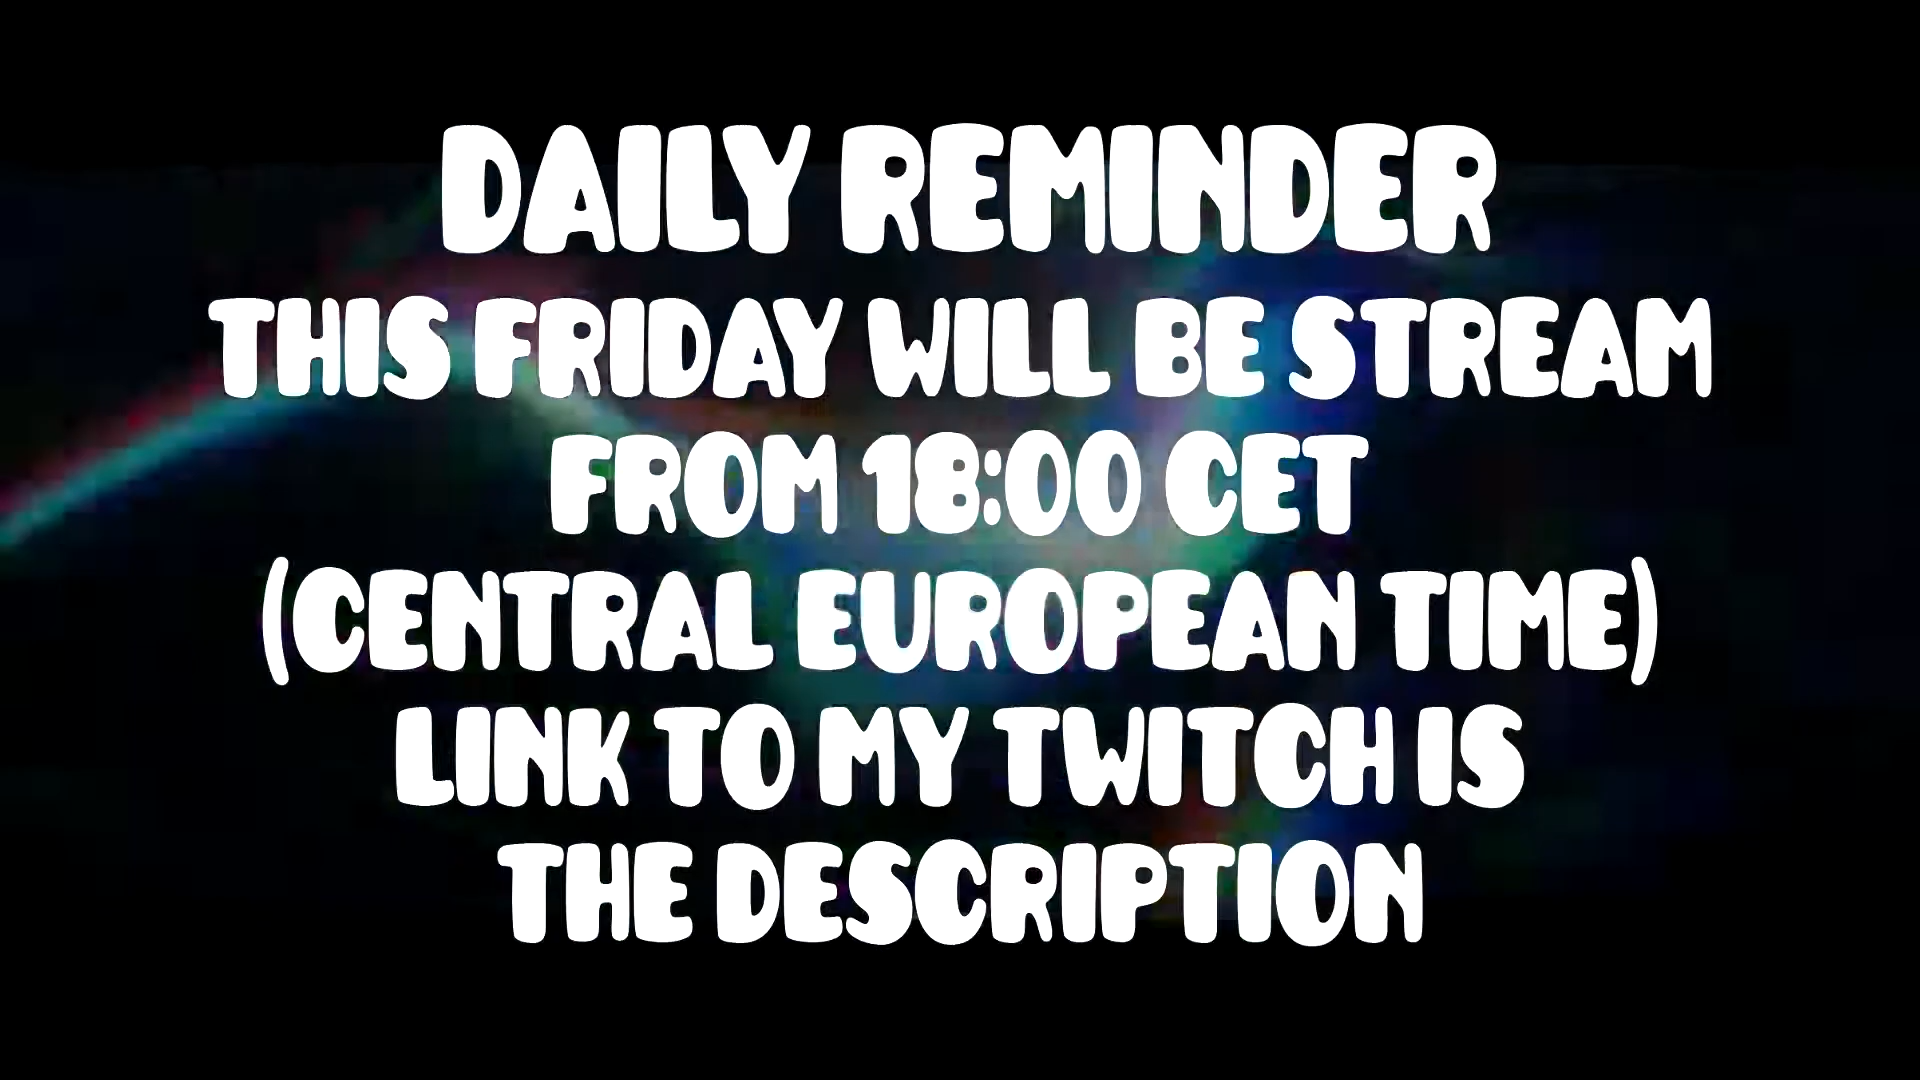 DAILY REMINDER
THIS FRIDAY WILL BE STREAM
FROM 18:00 CET
(CENTRAL EUROPEAN TIME)
LINK TO MY TWITCH IS
THE DESCRIPTION